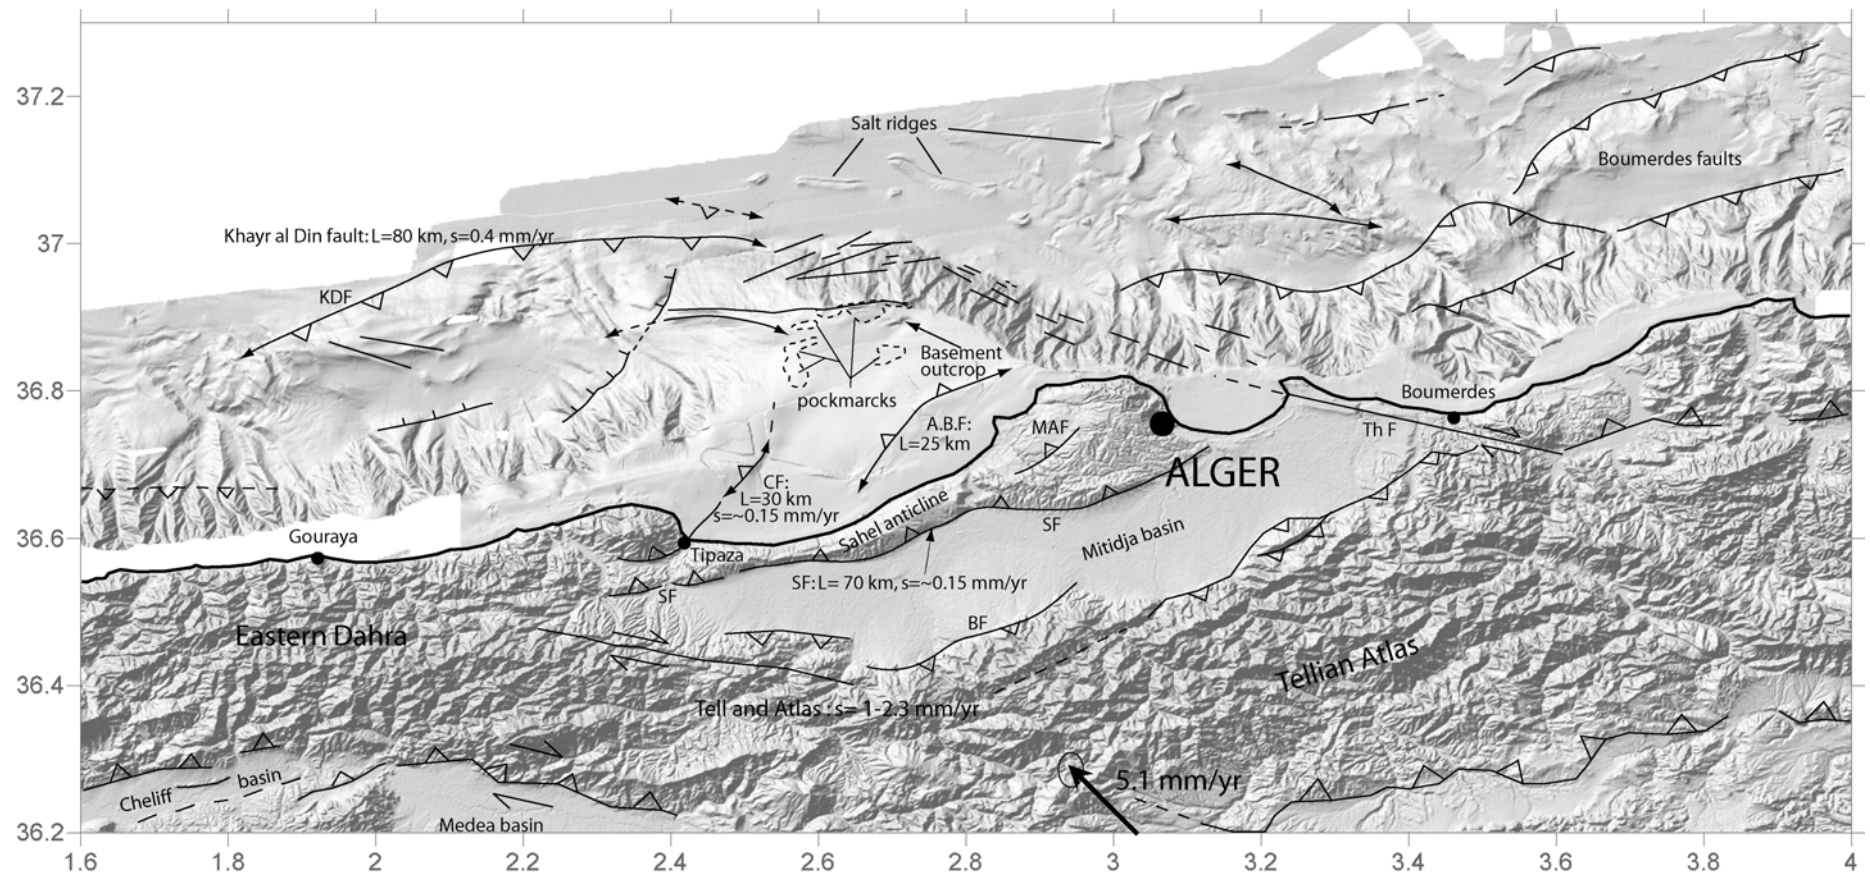 37.2
37
36.8
36.6
36.4
36.2
Salt ridges
Boumerdes faults
Khayr al Din fault: L=80 km, s=0.4 mm/yr
KDF
Basement
outcrop
pockmarcks
Boumerdes
A.B.F:
L=25 km
MAF
Th F
ALGER
CF:
L=30 km
s=~0.15 mm/yr
Sahel anticline
SF
Mitidja basin
Gouraya
Tipaza
SF: L= 70 km, s=~0.15 mm/yr
SF
BF
Eastern Dahra
Tellian Atlas
Tell and Atlas : s= 1-2.3 mm/yr
5.1 mm/yr
Cheliff basin
Medea basin
1.6 1.8 2 2.2 2.4 2.6 2.8 3 3.2 3.4 3.6 3.8 4